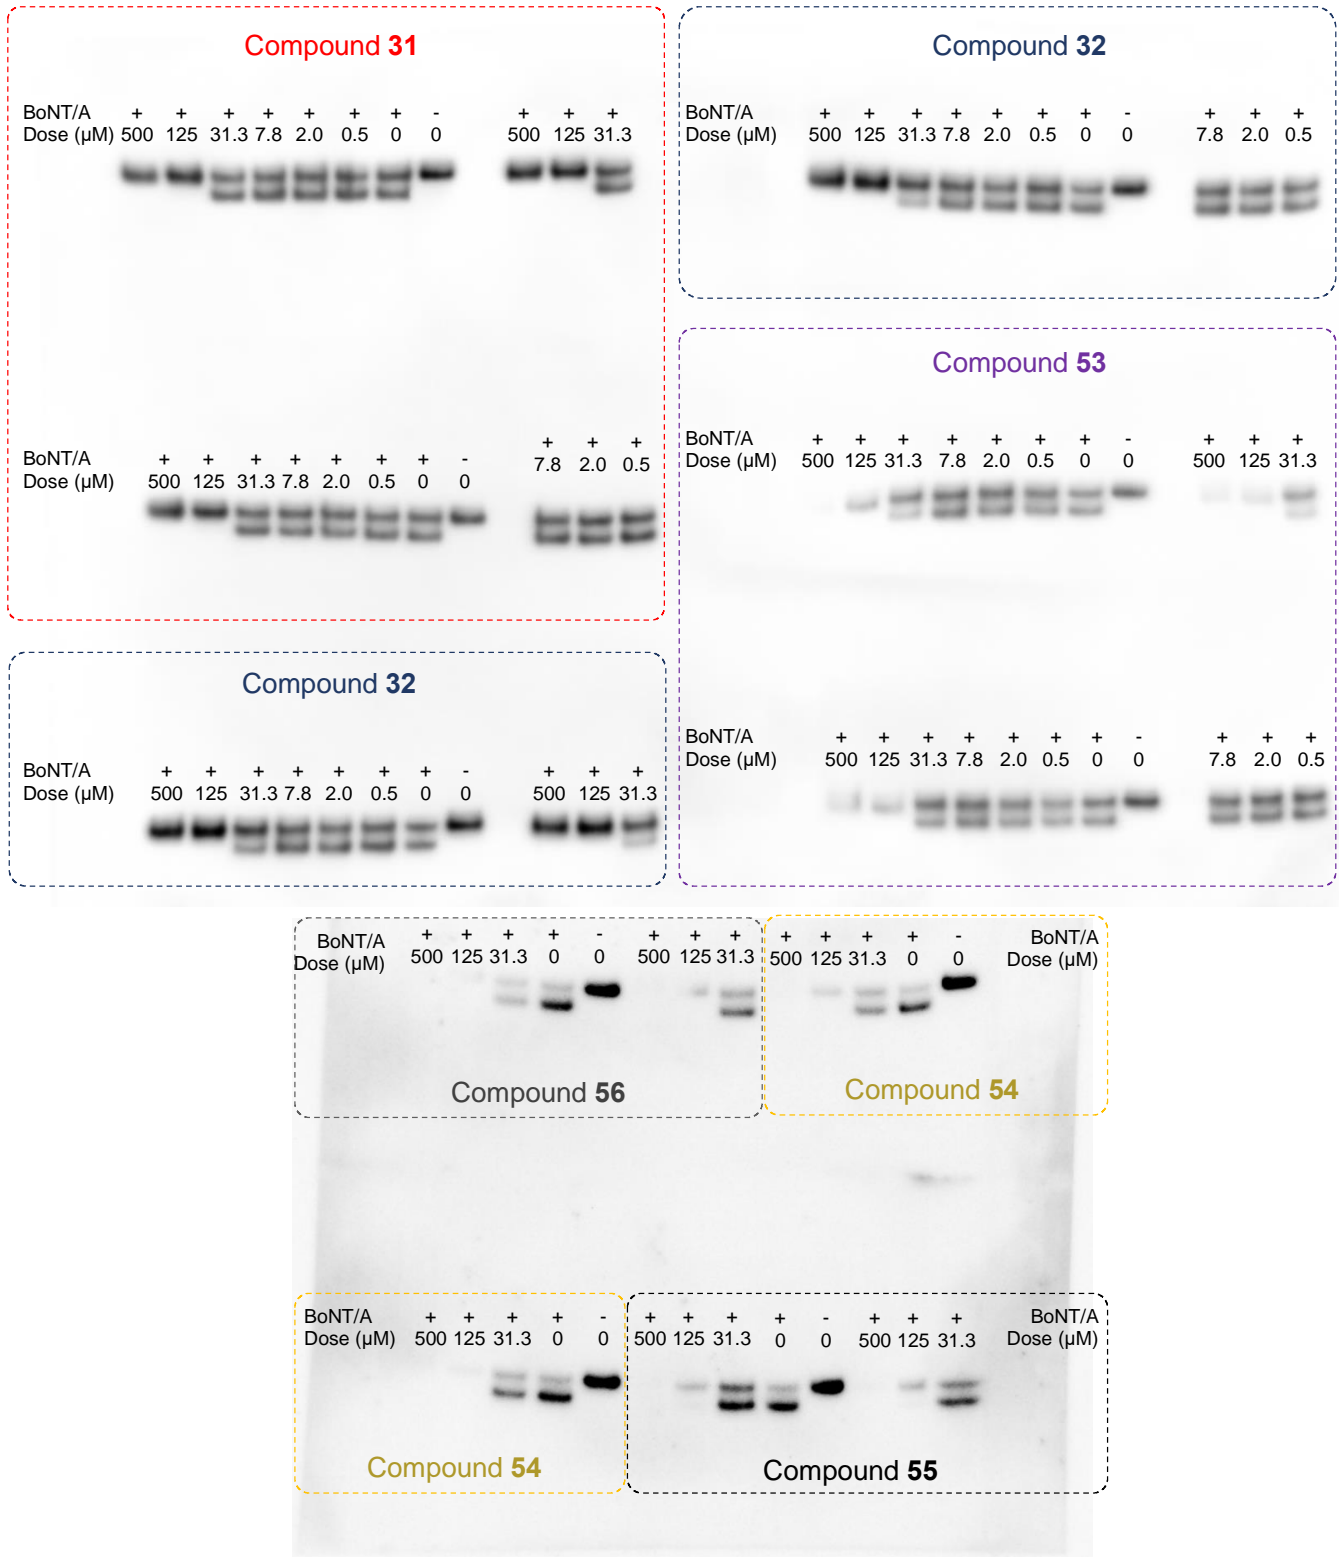 Compound 31
BoNT/A + + + + + + + - + + +
Dose (µM) 500 125 31.3 7.8 2.0 0.5 0 0 500 125 31.3
BoNT/A + + + + + + + - + + +
Dose (µM) 500 125 31.3 7.8 2.0 0.5 0 0 7.8 2.0 0.5
Compound 32
BoNT/A + + + + + + + - + + +
Dose (µM) 500 125 31.3 7.8 2.0 0.5 0 0 7.8 2.0 0.5
Compound 53
BoNT/A + + + + + + + - + + +
Dose (µM) 500 125 31.3 7.8 2.0 0.5 0 0 500 125 31.3
BoNT/A + + + + + + + - + + +
Dose (µM) 500 125 31.3 7.8 2.0 0.5 0 0 7.8 2.0 0.5
Compound 32
BoNT/A + + + + + + + - + + +
Dose (µM) 500 125 31.3 7.8 2.0 0.5 0 0 500 125 31.3
BoNT/A + + + + - + + +
Dose (µM) 500 125 31.3 0 0 500 125 31.3
Compound 56
+ + + + - BoNT/A
500 125 31.3 0 0 Dose (µM)
Compound 54
BoNT/A + + + + -
Dose (µM) 500 125 31.3 0 0
Compound 54
+ + + + - + + + BoNT/A
500 125 31.3 0 0 500 125 31.3 Dose (µM)
Compound 55